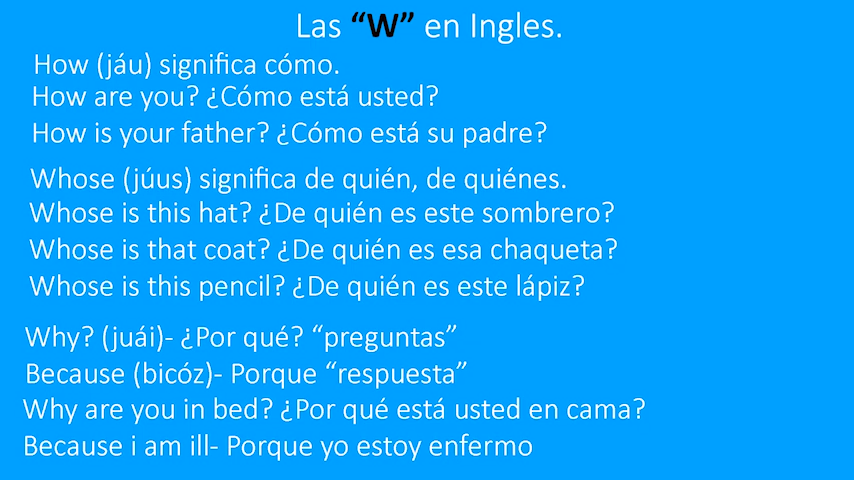 Las “W” en Ingles.
How (jáu) significa cómo.
How are you? ¿Cómo está usted?
How is your father? ¿Cómo está su padre?
Whose (júus) significa de quién, de quiénes.
Whose is this hat? ¿De quién es este sombrero?
Whose is that coat? ¿De quién es esa chaqueta?
Whose is this pencil? ¿De quién es este lápiz?
Why? (juái)- ¿Por qué? “preguntas”
Because (bicóz)- Porque “respuesta”
Why are you in bed? ¿Por qué está usted en cama?
Because i am ill- Porque yo estoy enfermo